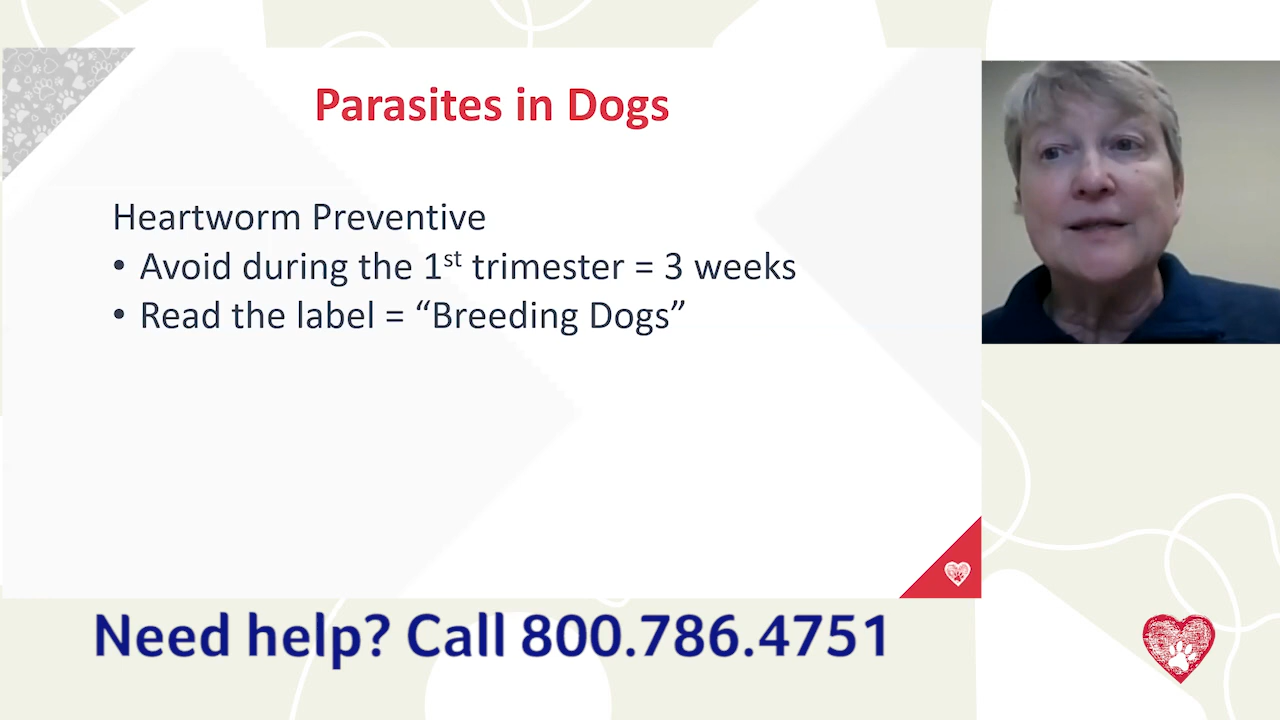 Parasites in Dogs
Heartworm Preventive
• Avoid during the 1st trimester = 3 weeks
• Read the label = “Breeding Dogs”
Need help? Call 800.786.4751